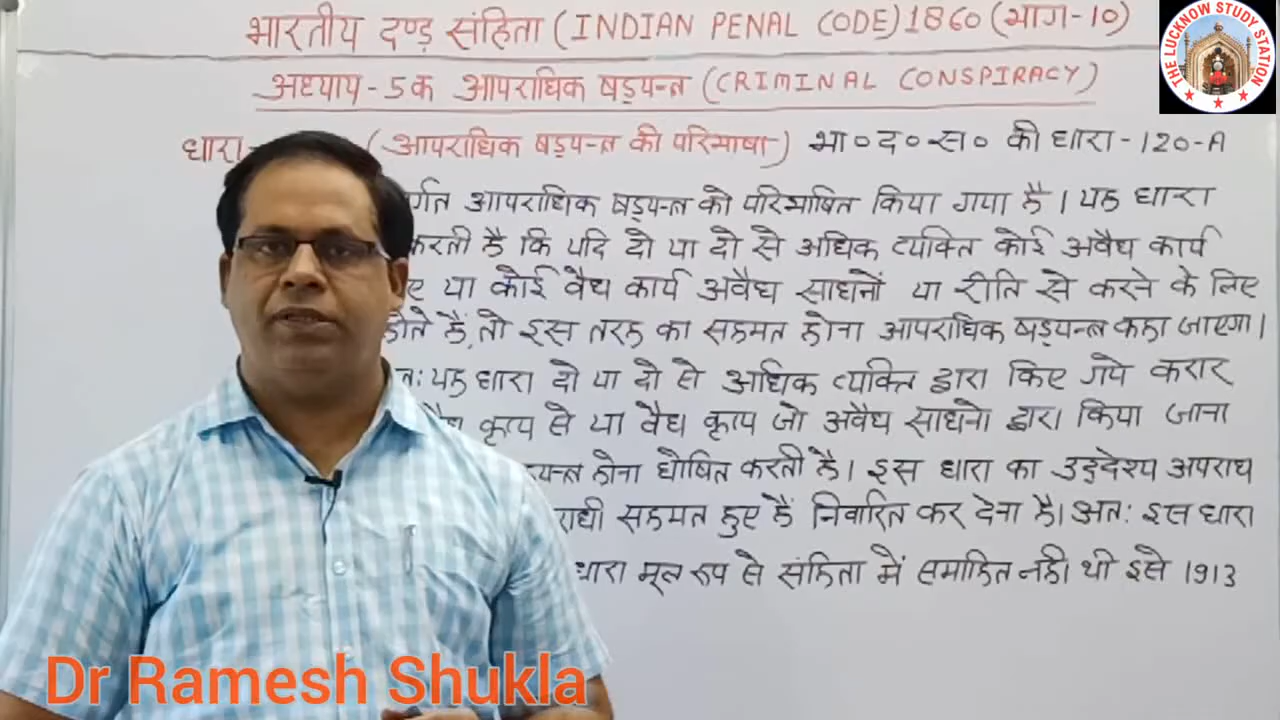 भारतीय दण्ड़ संहिता (INDIAN PENAL CODE) 1860 (भाग-10)
THE LUCKNOW STUDY STATION
अध्याय-5क आपराधिक षड़यन्त्र (CRIMINAL CONSPIRACY)
धारा- (आपराधिक षड़यन्त्र की परिभाषा) भा०द०स० की धारा-120-A
र्गत आपराधिक षड़यन्त्र को परिभाषित किया गया है। यह धारा
करती है कि यदि दो या दो से अधिक व्यक्ति कोई अवैध कार्य
या कोई वैध कार्य अवैध साधनों या रीति से करने के लिए
होते हैं, तो इस तरह का सहमत होना आपराधिक षड़यन्त्र कहा जाएगा।
यह धारा दो या दो से अधिक व्यक्ति द्वारा किए गये करार
कृत्य से या वैध कृत्य जो अवैध साधनो द्वारा किया जाना
होना घोषित करती है। इस धारा का उद्देश्य अपराध
राधी सहमत हुए हैं निवारित कर देना है। अत: इस धारा
धारा मूल रूप से संहिता में समाहित नही थी इसे 1913
Dr Ramesh Shukla